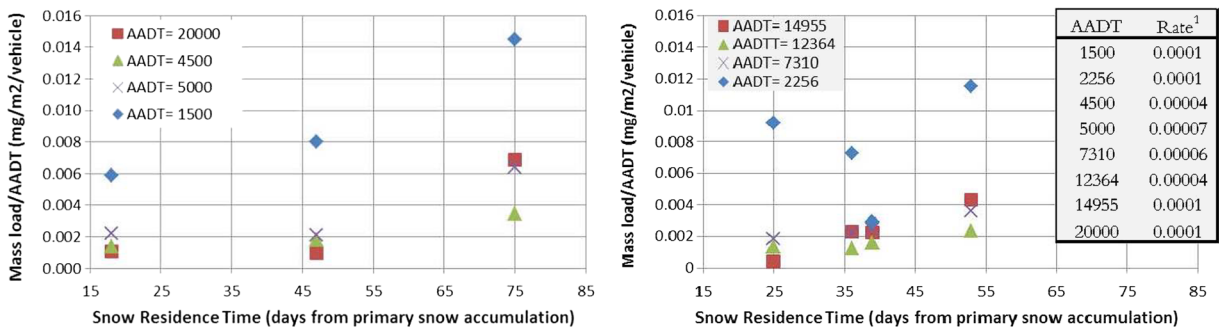 Mass load/AADT (mg/m2/vehicle)
0.016
0.014
0.012
0.010
0.008
0.006
0.004
0.002
0.000
AADT= 20000
AADT= 4500
AADT= 5000
AADT= 1500
15 25 35 45 55 65 75 85
Snow Residence Time (days from primary snow accumulation)
Mass load/AADT (mg/m2/vehicle)
0.016
0.014
0.012
0.01
0.008
0.006
0.004
0.002
0
AADT= 14955
AADTT= 12364
AADT= 7310
AADT= 2256
15 25 35 45 55 65 75 85
Snow Residence Time (days from primary snow accumulation)
AADT Rate1
1500 0.0001
2256 0.0001
4500 0.00004
5000 0.00007
7310 0.00006
12364 0.00004
14955 0.0001
20000 0.0001